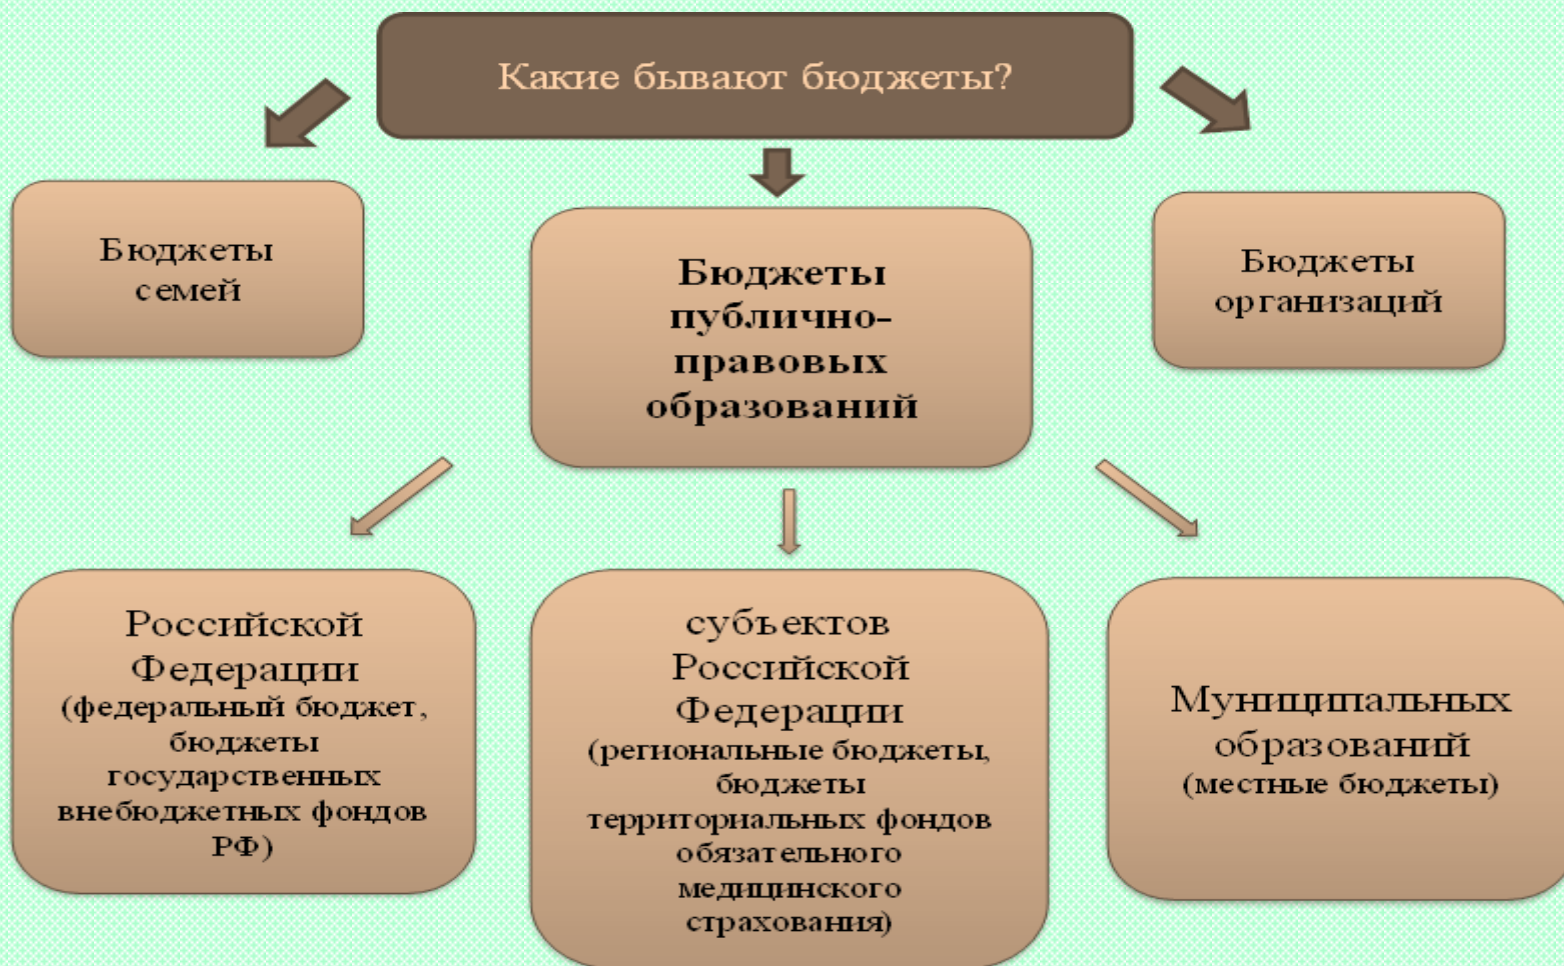 Какие бывают бюджеты?
Бюджеты
семей
Бюджеты
публично-
правовых
образований
Бюджеты
организаций
Российской
Федерации
(федеральный бюджет,
бюджеты
государственных
внебюджетных фондов
РФ)
субъектов
Российской
Федерации
(региональные бюджеты,
бюджеты
территориальных фондов
обязательного
медицинского
страхования)
Муниципальных
образований
(местные бюджеты)